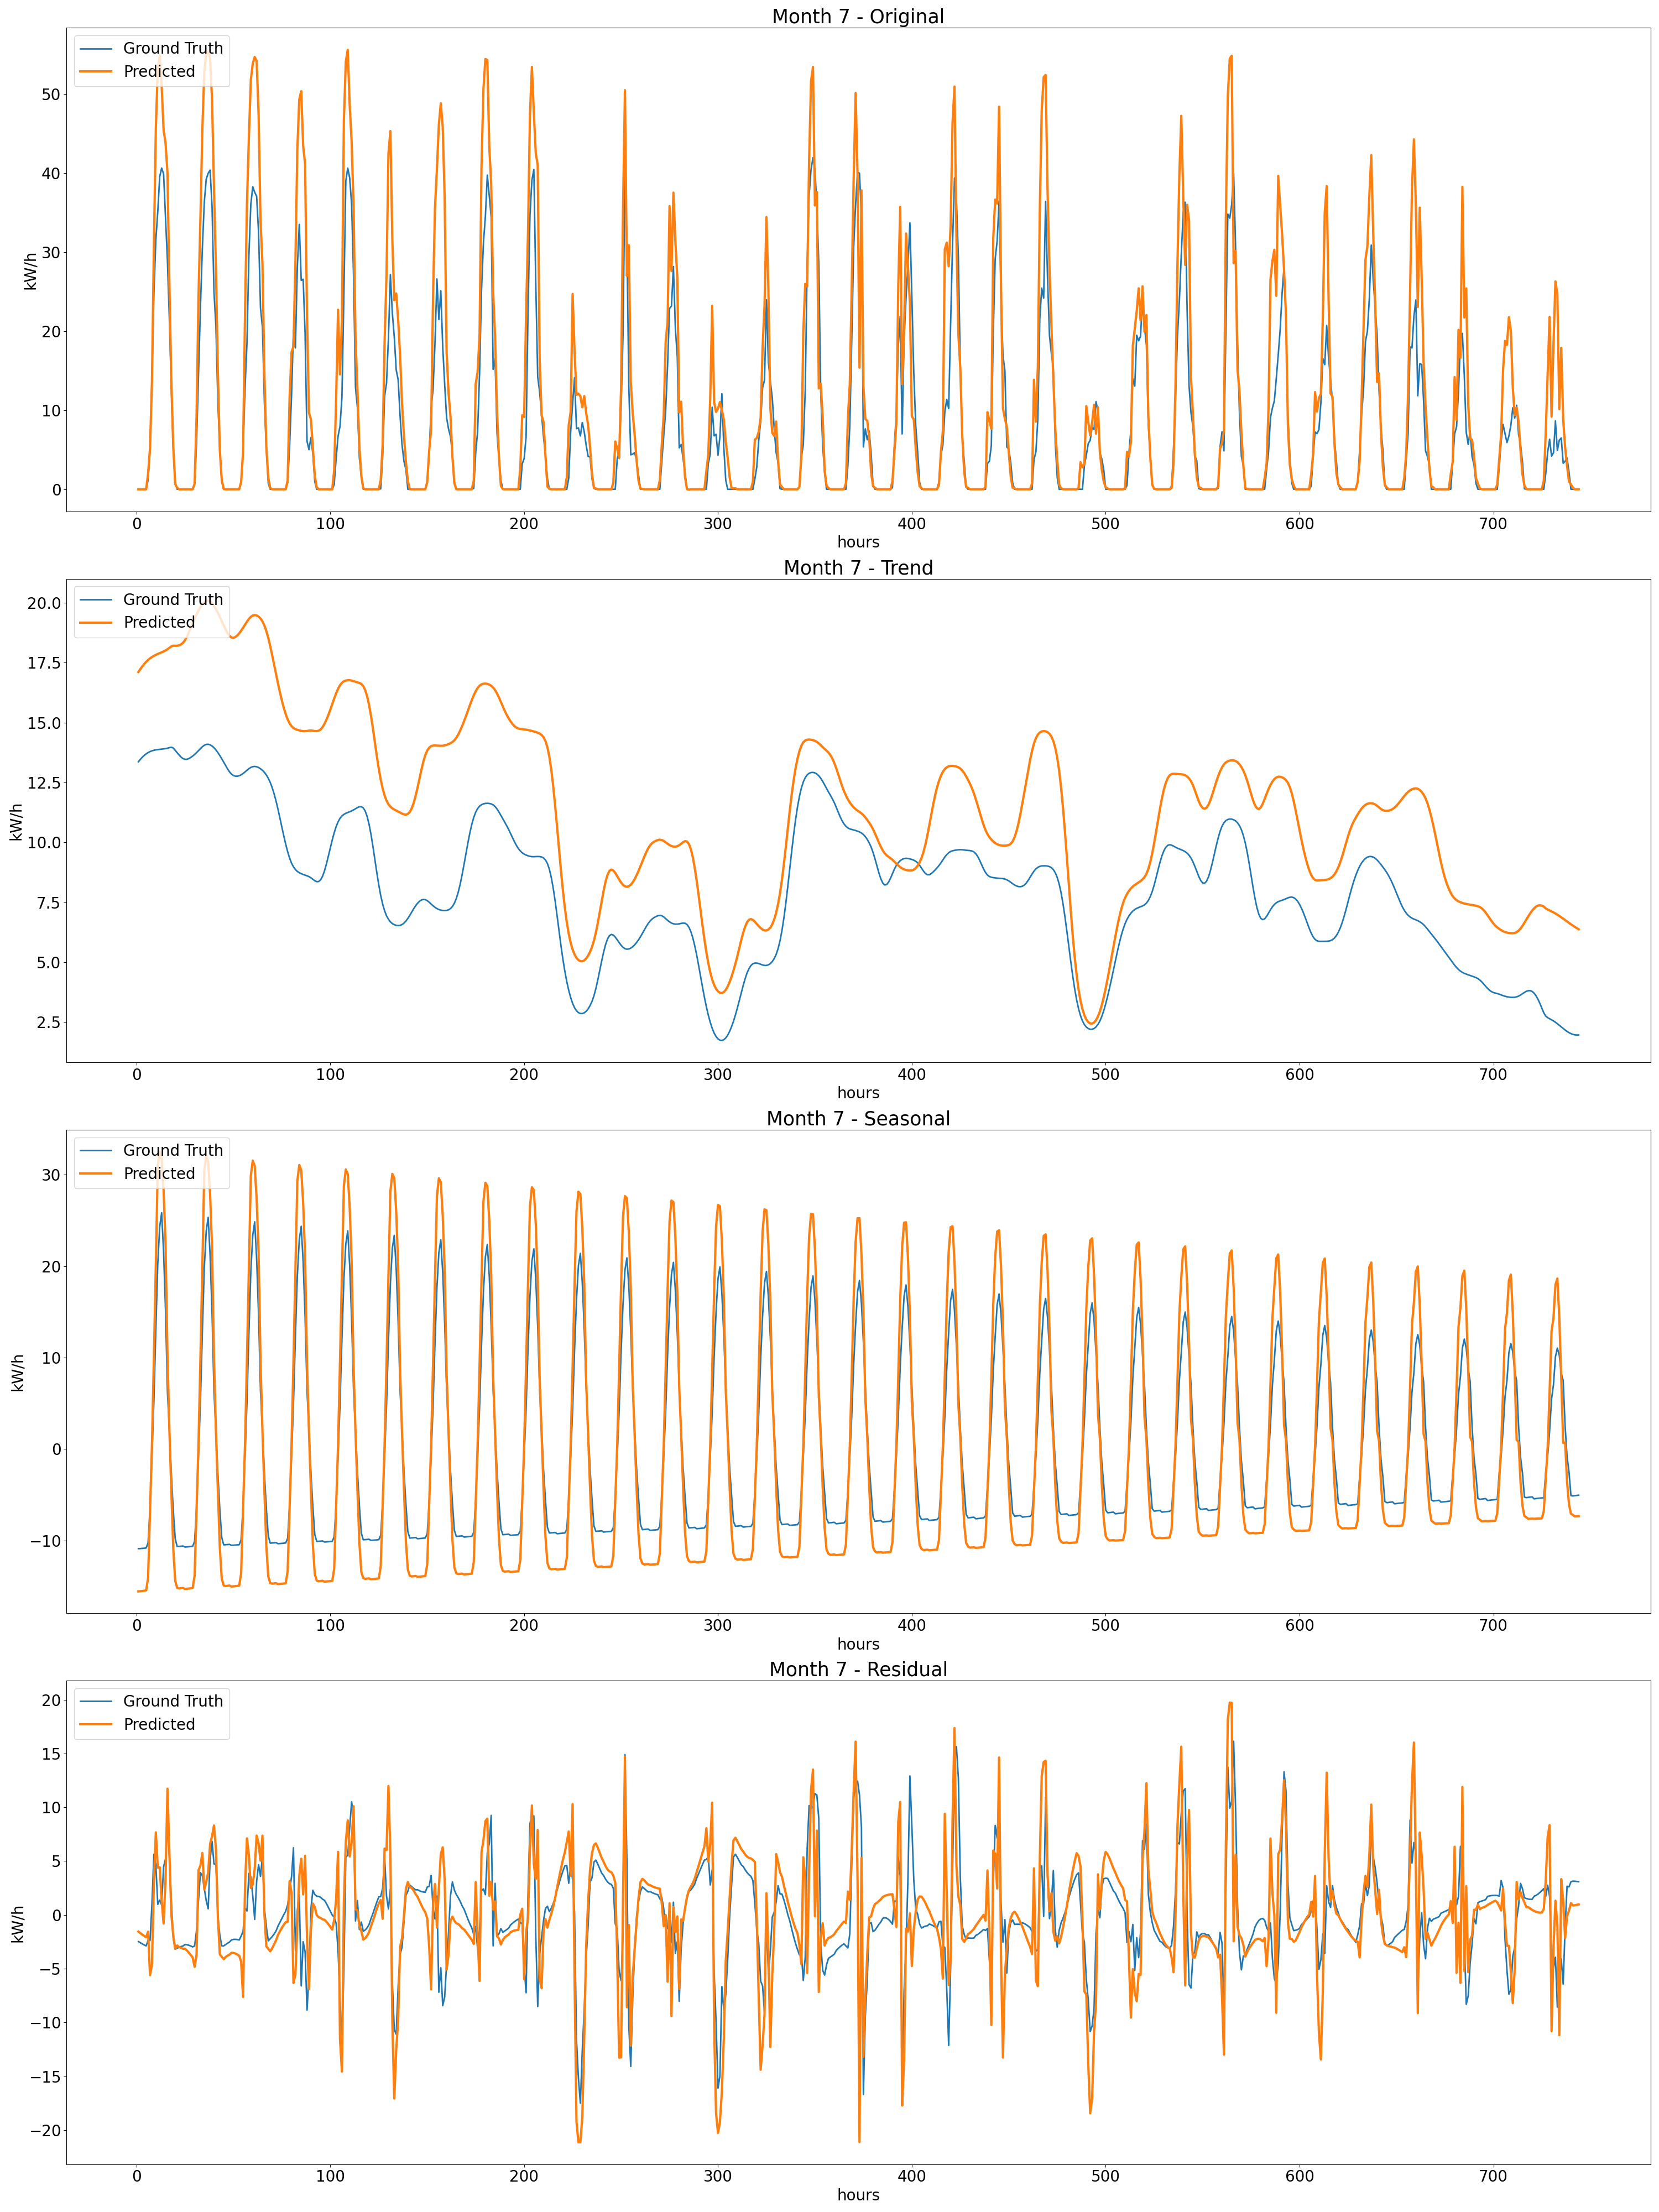 Month 7 - Original
Ground Truth
Predicted
50
40
30
20
10
0
kW/h
0 100 200 300 400 500 600 700
hours
Month 7 - Trend
Ground Truth
Predicted
20.0
17.5
15.0
12.5
10.0
7.5
5.0
2.5
kW/h
0 100 200 300 400 500 600 700
hours
Month 7 - Seasonal
Ground Truth
Predicted
30
20
10
0
−10
kW/h
0 100 200 300 400 500 600 700
hours
Month 7 - Residual
Ground Truth
Predicted
20
15
10
5
0
−5
−10
−15
−20
kW/h
0 100 200 300 400 500 600 700
hours